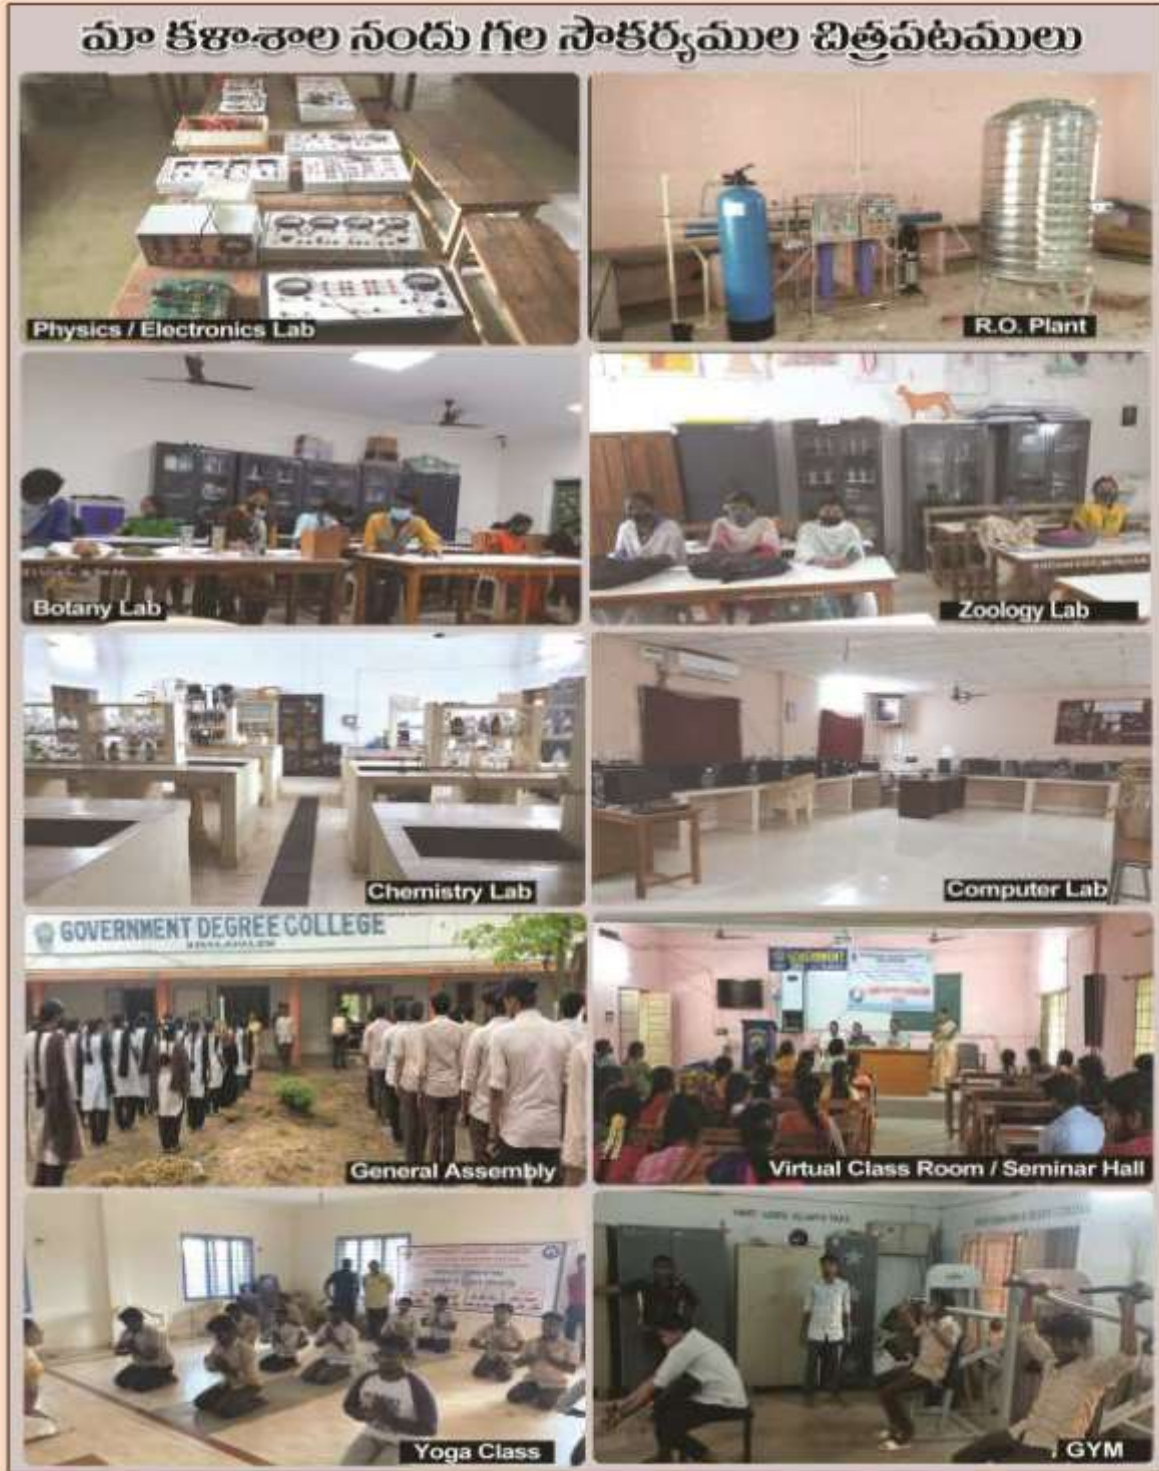 మా కళాశాల నందు గల సౌకర్యముల చిత్రపటములు
Physics / Electronics Lab
R.O. Plant
Botany Lab
Zoology Lab
Chemistry Lab
Computer Lab
GOVERNMENT DEGREE COLLEGE
General Assembly
GOVERNMENT
Virtual Class Room / Seminar Hall
Yoga Class
GYM